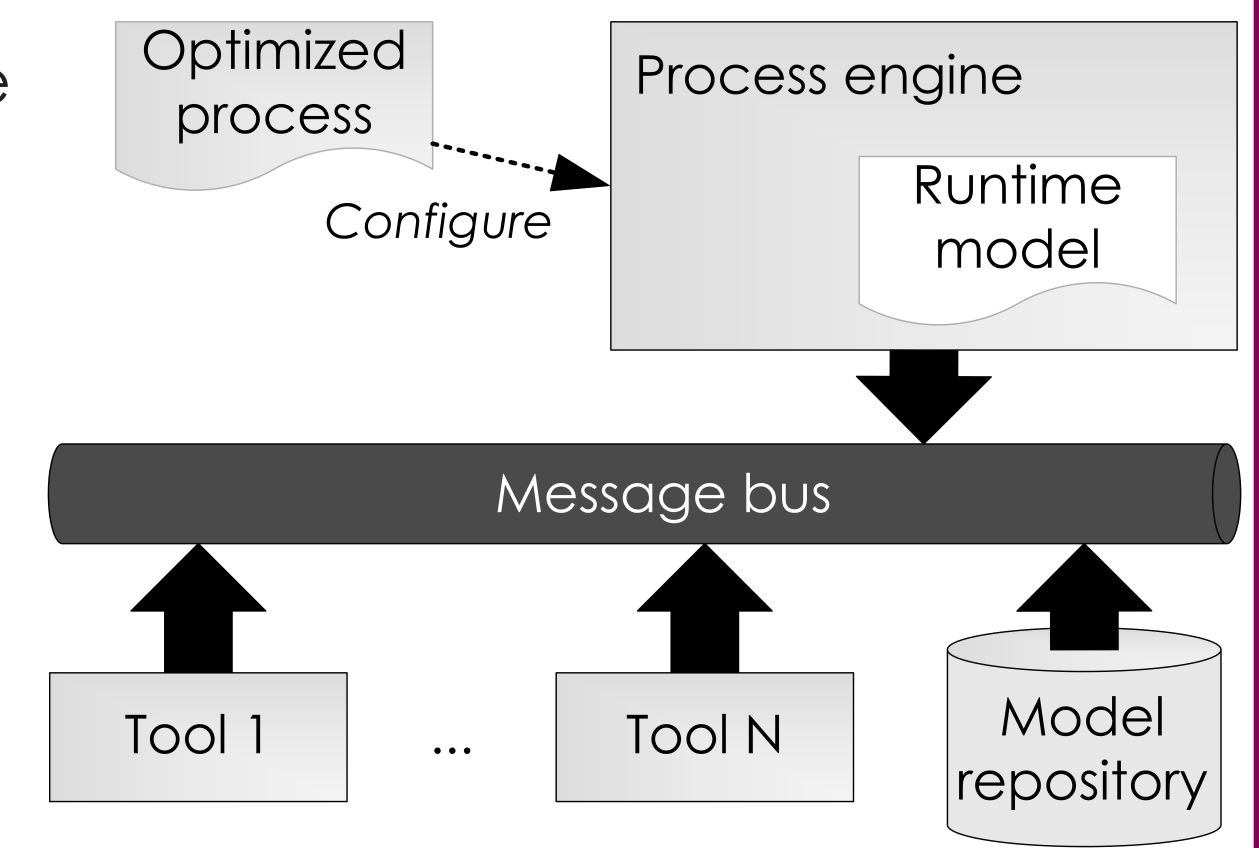 e
Optimized
process
Process engine
Configure
Runtime
model
Message bus
Tool 1
...
Tool N
Model
repository